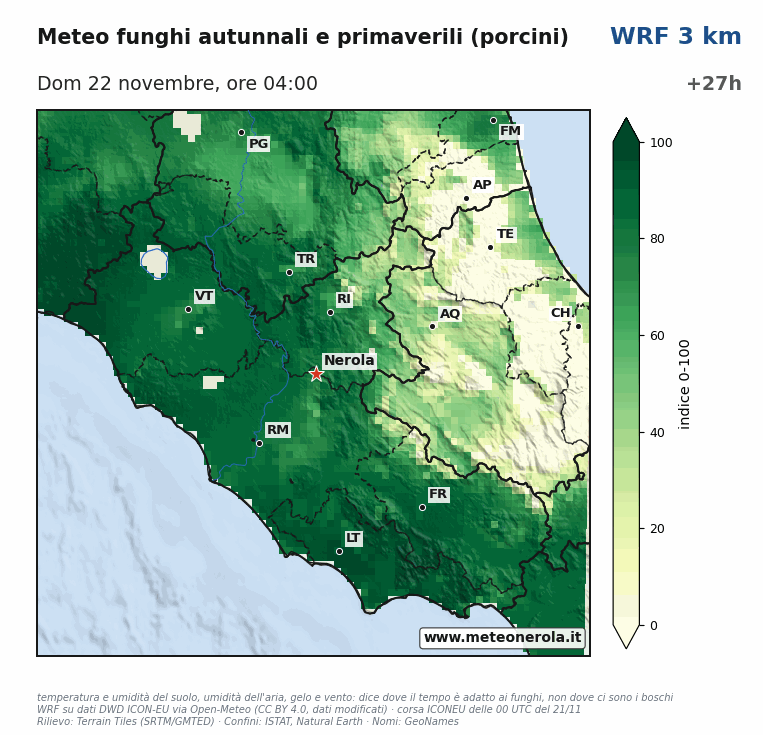 Meteo funghi autunnali e primaverili (porcini) WRF 3 km
Dom 22 novembre, ore 04:00 +27h
FM
PG
AP
TE
TR
VT
RI
CH
AQ
Nerola
RM
FR
LT
www.meteonerola.it
100
80
60
40
20
0
indice 0-100
temperatura e umidità del suolo, umidità dell'aria, gelo e vento: dice dove il tempo è adatto ai funghi, non dove ci sono i boschi
WRF su dati DWD ICON-EU via Open-Meteo (CC BY 4.0, dati modificati) · corsa ICONEU delle 00 UTC del 21/11
Rilievo: Terrain Tiles (SRTM/GMTED) · Confini: ISTAT, Natural Earth · Nomi: GeoNames